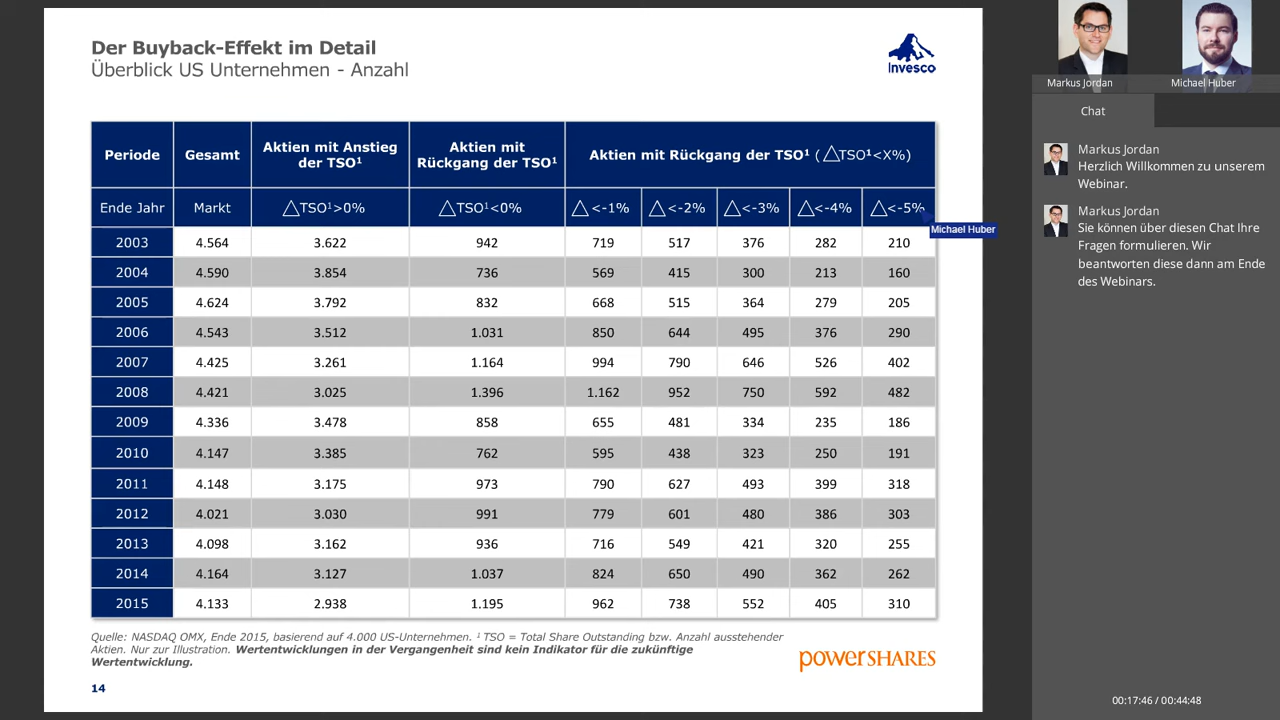 Der Buyback-Effekt im Detail
Überblick US Unternehmen - Anzahl
Invesco
Periode Gesamt Aktien mit Anstieg der TSO¹ Aktien mit Rückgang der TSO¹ Aktien mit Rückgang der TSO¹ (△TSO¹<X%)
Ende Jahr Markt △TSO¹>0% △TSO¹<0% △ <-1% △ <-2% △ <-3% △ <-4% △ <-5%
Michael Huber
2003 4.564 3.622 942 719 517 376 282 210
2004 4.590 3.854 736 569 415 300 213 160
2005 4.624 3.792 832 668 515 364 279 205
2006 4.543 3.512 1.031 850 644 495 376 290
2007 4.425 3.261 1.164 994 790 646 526 402
2008 4.421 3.025 1.396 1.162 952 750 592 482
2009 4.336 3.478 858 655 481 334 235 186
2010 4.147 3.385 762 595 438 323 250 191
2011 4.148 3.175 973 790 627 493 399 318
2012 4.021 3.030 991 779 601 480 386 303
2013 4.098 3.162 936 716 549 421 320 255
2014 4.164 3.127 1.037 824 650 490 362 262
2015 4.133 2.938 1.195 962 738 552 405 310
Quelle: NASDAQ OMX, Ende 2015, basierend auf 4.000 US-Unternehmen. ¹ TSO = Total Share Outstanding bzw. Anzahl ausstehender
Aktien. Nur zur Illustration. Wertentwicklungen in der Vergangenheit sind kein Indikator für die zukünftige
Wertentwicklung.
powerSHARES
14
Markus Jordan
Michael Huber
Chat
Markus Jordan
Herzlich Willkommen zu unserem
Webinar.
Markus Jordan
Sie können über diesen Chat Ihre
Fragen formulieren. Wir
beantworten diese dann am Ende
des Webinars.
00:17:46 / 00:44:48